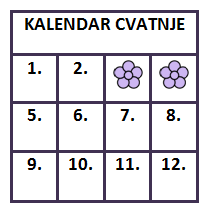 KALENDAR CVATNJE
1. 2.
5. 6. 7. 8.
9. 10. 11. 12.